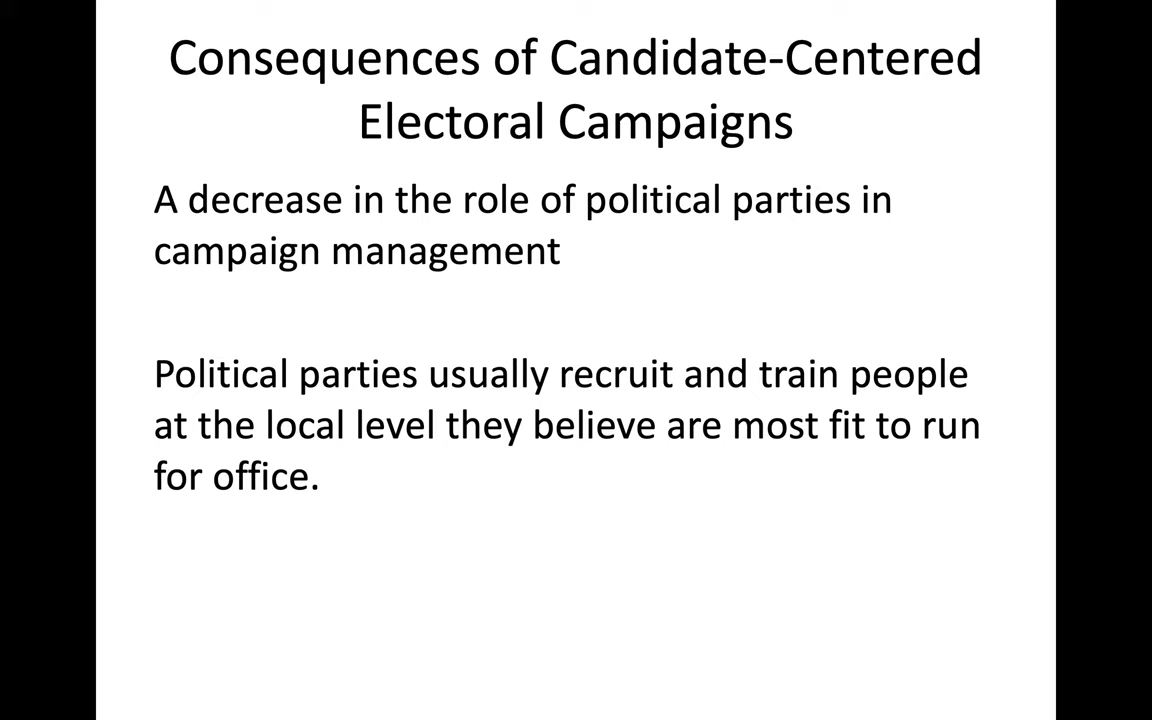 Consequences of Candidate-Centered
Electoral Campaigns
A decrease in the role of political parties in
campaign management
Political parties usually recruit and train people
at the local level they believe are most fit to run
for office.